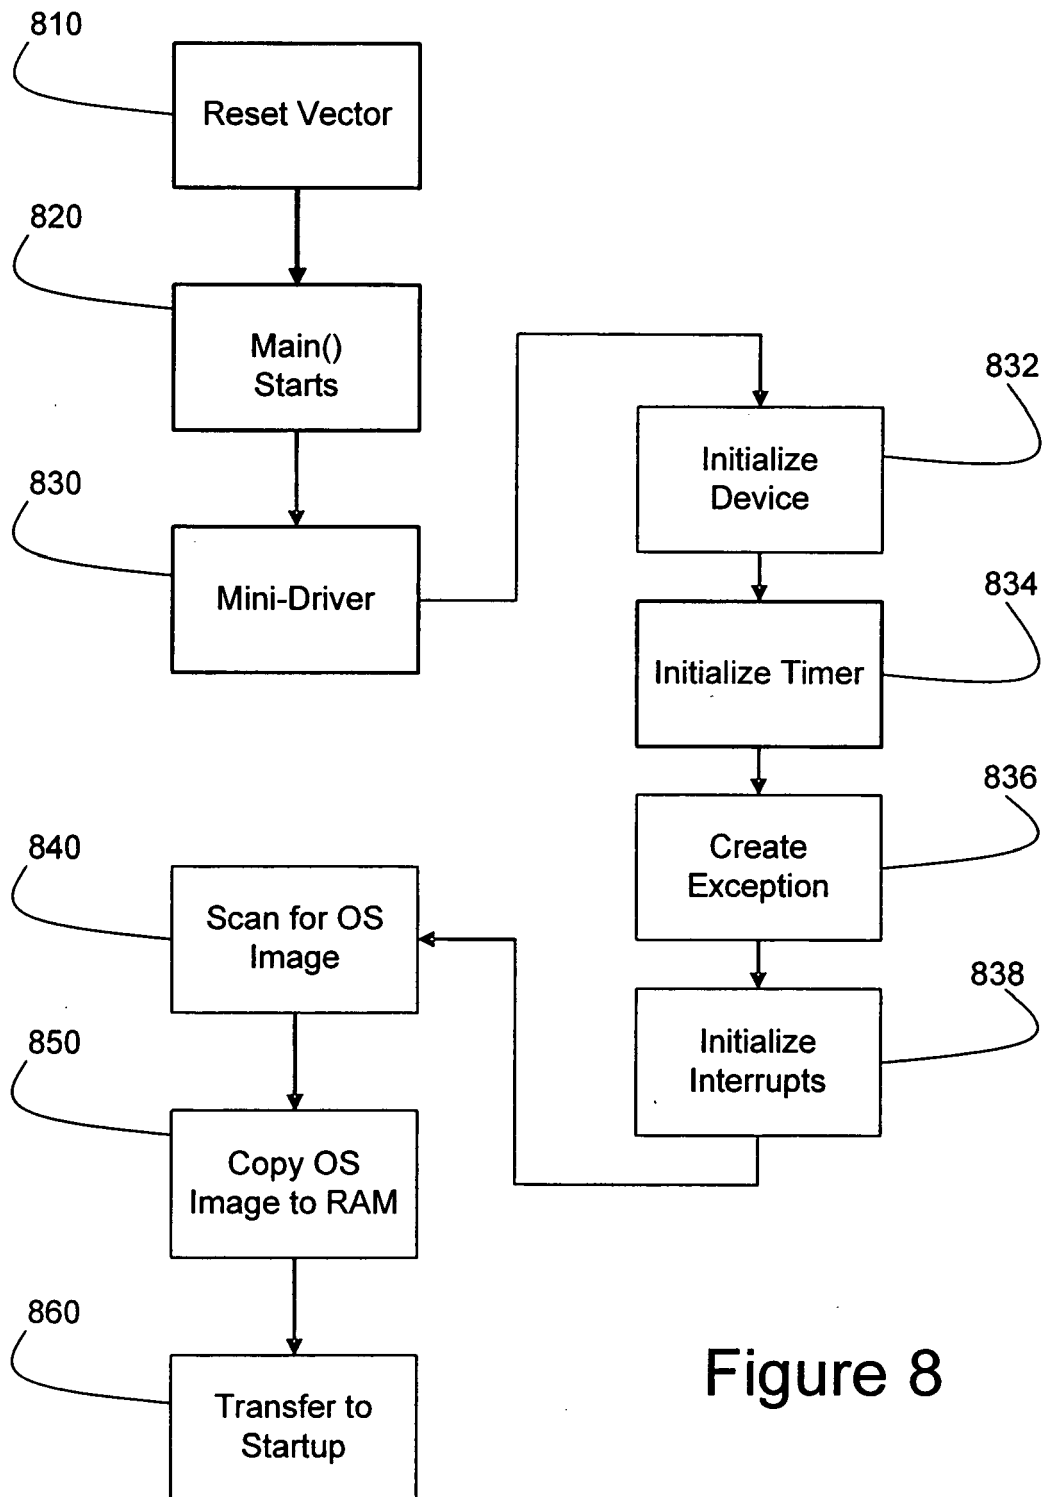 810
Reset Vector
820
Main()
Starts
830
Mini-Driver
832
Initialize
Device
834
Initialize Timer
836
Create
Exception
838
Initialize
Interrupts
840
Scan for OS
Image
850
Copy OS
Image to RAM
860
Transfer to
Startup
Figure 8